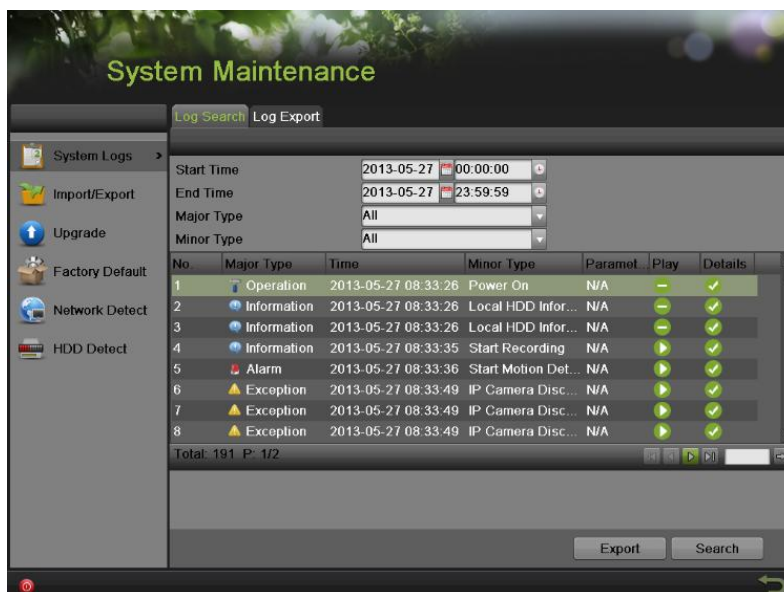 System Maintenance
Log Search Log Export
System Logs >
Import/Export
Upgrade
Factory Default
Network Detect
HDD Detect
Start Time 2013-05-27 00:00:00
End Time 2013-05-27 23:59:59
Major Type All
Minor Type All
No. Major Type Time Minor Type Paramet... Play Details
1 Operation 2013-05-27 08:33:26 Power On N/A
2 Information 2013-05-27 08:33:26 Local HDD Infor... N/A
3 Information 2013-05-27 08:33:26 Local HDD Infor... N/A
4 Information 2013-05-27 08:33:35 Start Recording N/A
5 Alarm 2013-05-27 08:33:36 Start Motion Det... N/A
6 Exception 2013-05-27 08:33:49 IP Camera Disc... N/A
7 Exception 2013-05-27 08:33:49 IP Camera Disc... N/A
8 Exception 2013-05-27 08:33:49 IP Camera Disc... N/A
Total: 191 P: 1/2
Export Search